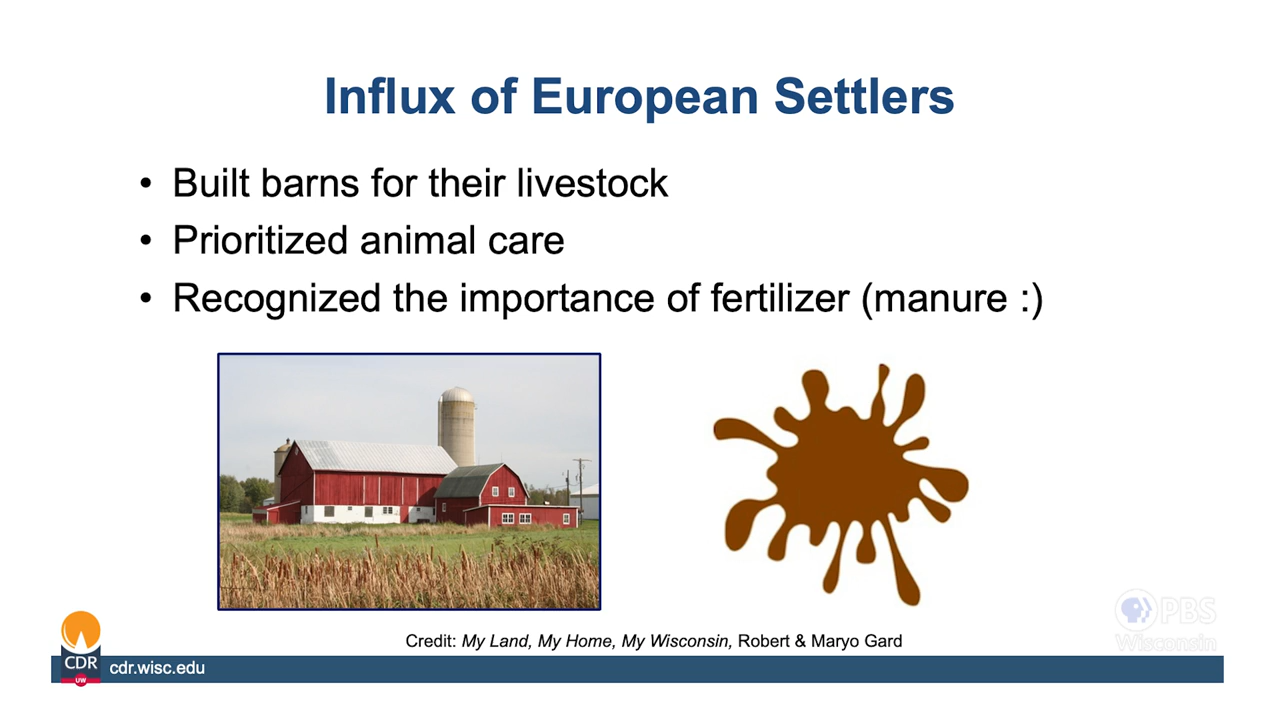 Influx of European Settlers
• Built barns for their livestock
• Prioritized animal care
• Recognized the importance of fertilizer (manure :)
Credit: My Land, My Home, My Wisconsin, Robert & Maryo Gard
PBS
Wisconsin
CDR
UW
cdr.wisc.edu